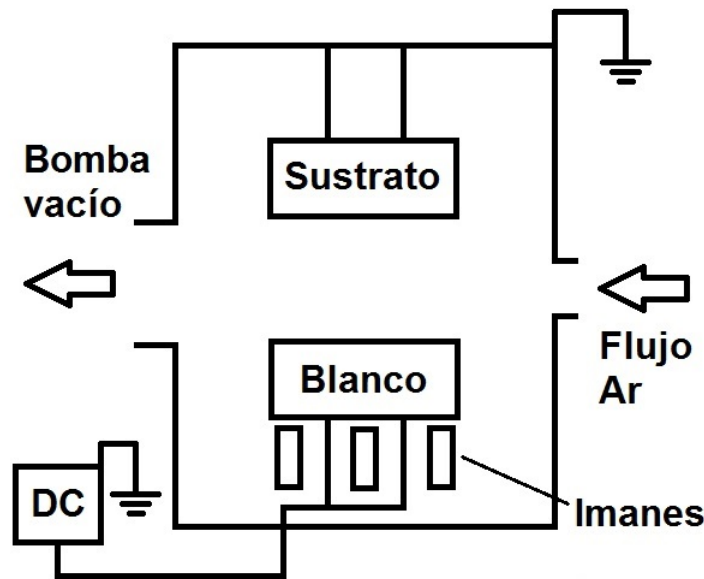 Bomba
vacío
Sustrato
Flujo
Ar
Blanco
DC
Imanes